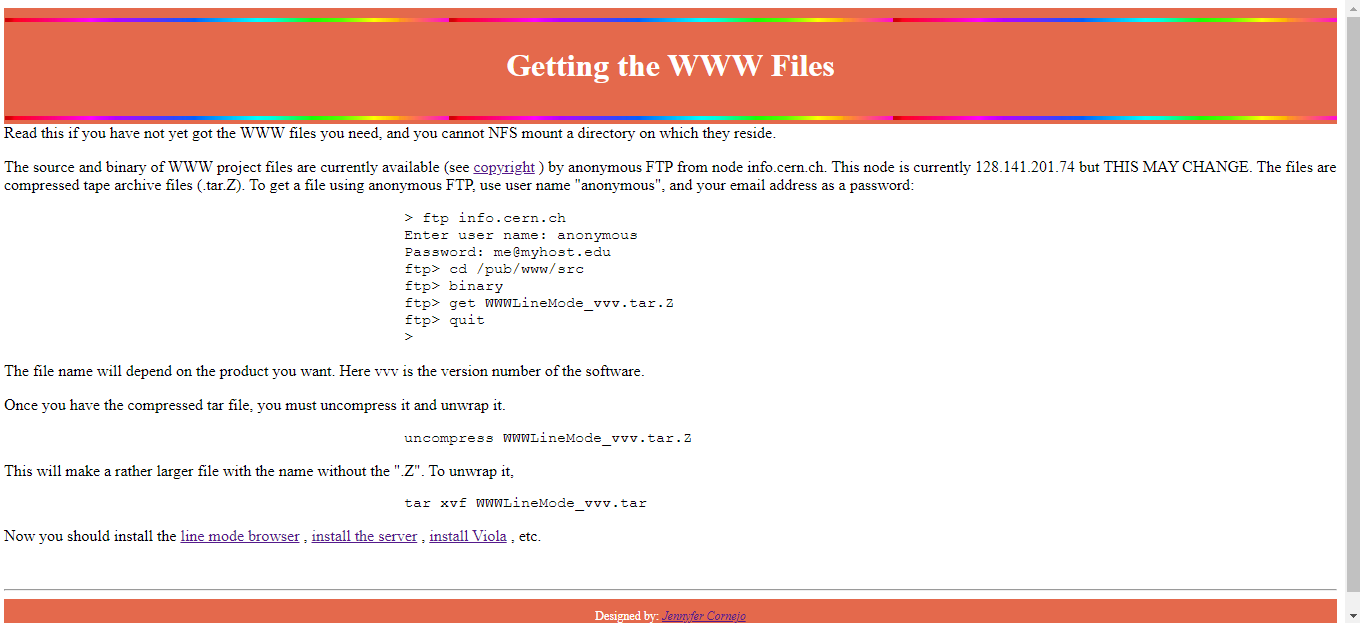 Getting the WWW Files
Read this if you have not yet got the WWW files you need, and you cannot NFS mount a directory on which they reside.
The source and binary of WWW project files are currently available (see copyright ) by anonymous FTP from node info.cern.ch. This node is currently 128.141.201.74 but THIS MAY CHANGE. The files are
compressed tape archive files (.tar.Z). To get a file using anonymous FTP, use user name "anonymous", and your email address as a password:
> ftp info.cern.ch
Enter user name: anonymous
Password: me@myhost.edu
ftp> cd /pub/www/src
ftp> binary
ftp> get WWWLineMode_vvv.tar.Z
ftp> quit
>
The file name will depend on the product you want. Here vvv is the version number of the software.
Once you have the compressed tar file, you must uncompress it and unwrap it.
uncompress WWWLineMode_vvv.tar.Z
This will make a rather larger file with the name without the ".Z". To unwrap it,
tar xvf WWWLineMode_vvv.tar
Now you should install the line mode browser , install the server , install Viola , etc.
Designed by: Jennyfer Cornejo